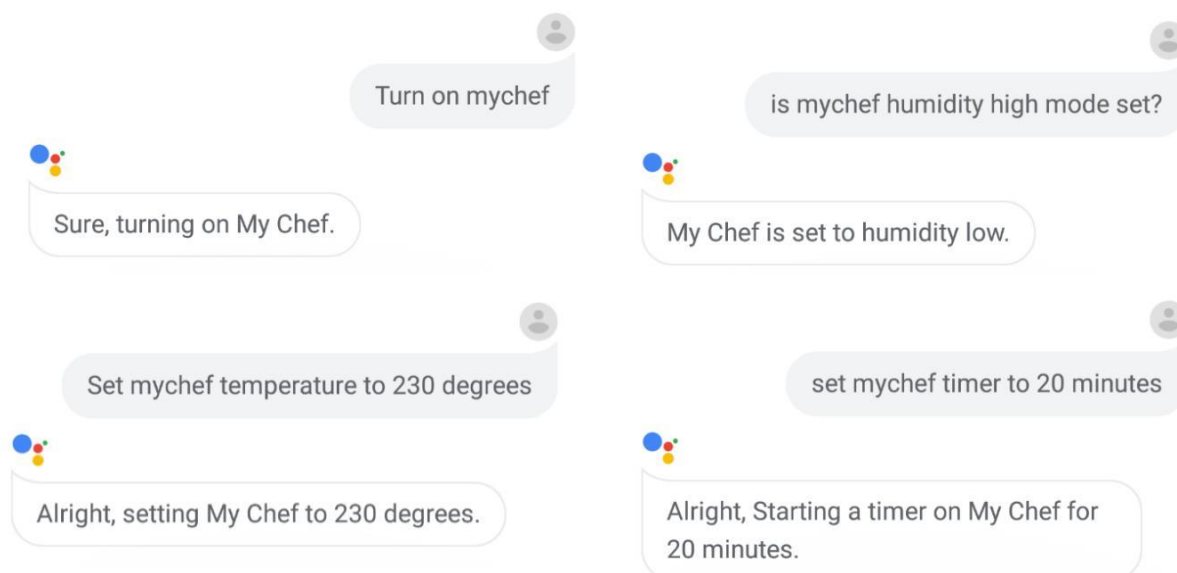 Turn on mychef
Sure, turning on My Chef.
Set mychef temperature to 230 degrees
Alright, setting My Chef to 230 degrees.
is mychef humidity high mode set?
My Chef is set to humidity low.
set mychef timer to 20 minutes
Alright, Starting a timer on My Chef for
20 minutes.